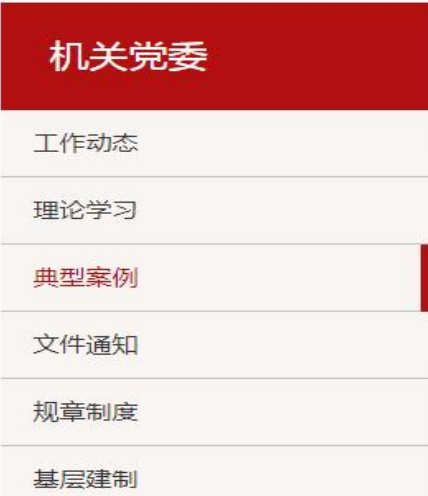 机关党委
工作动态
理论学习
典型案例
文件通知
规章制度
基层建制